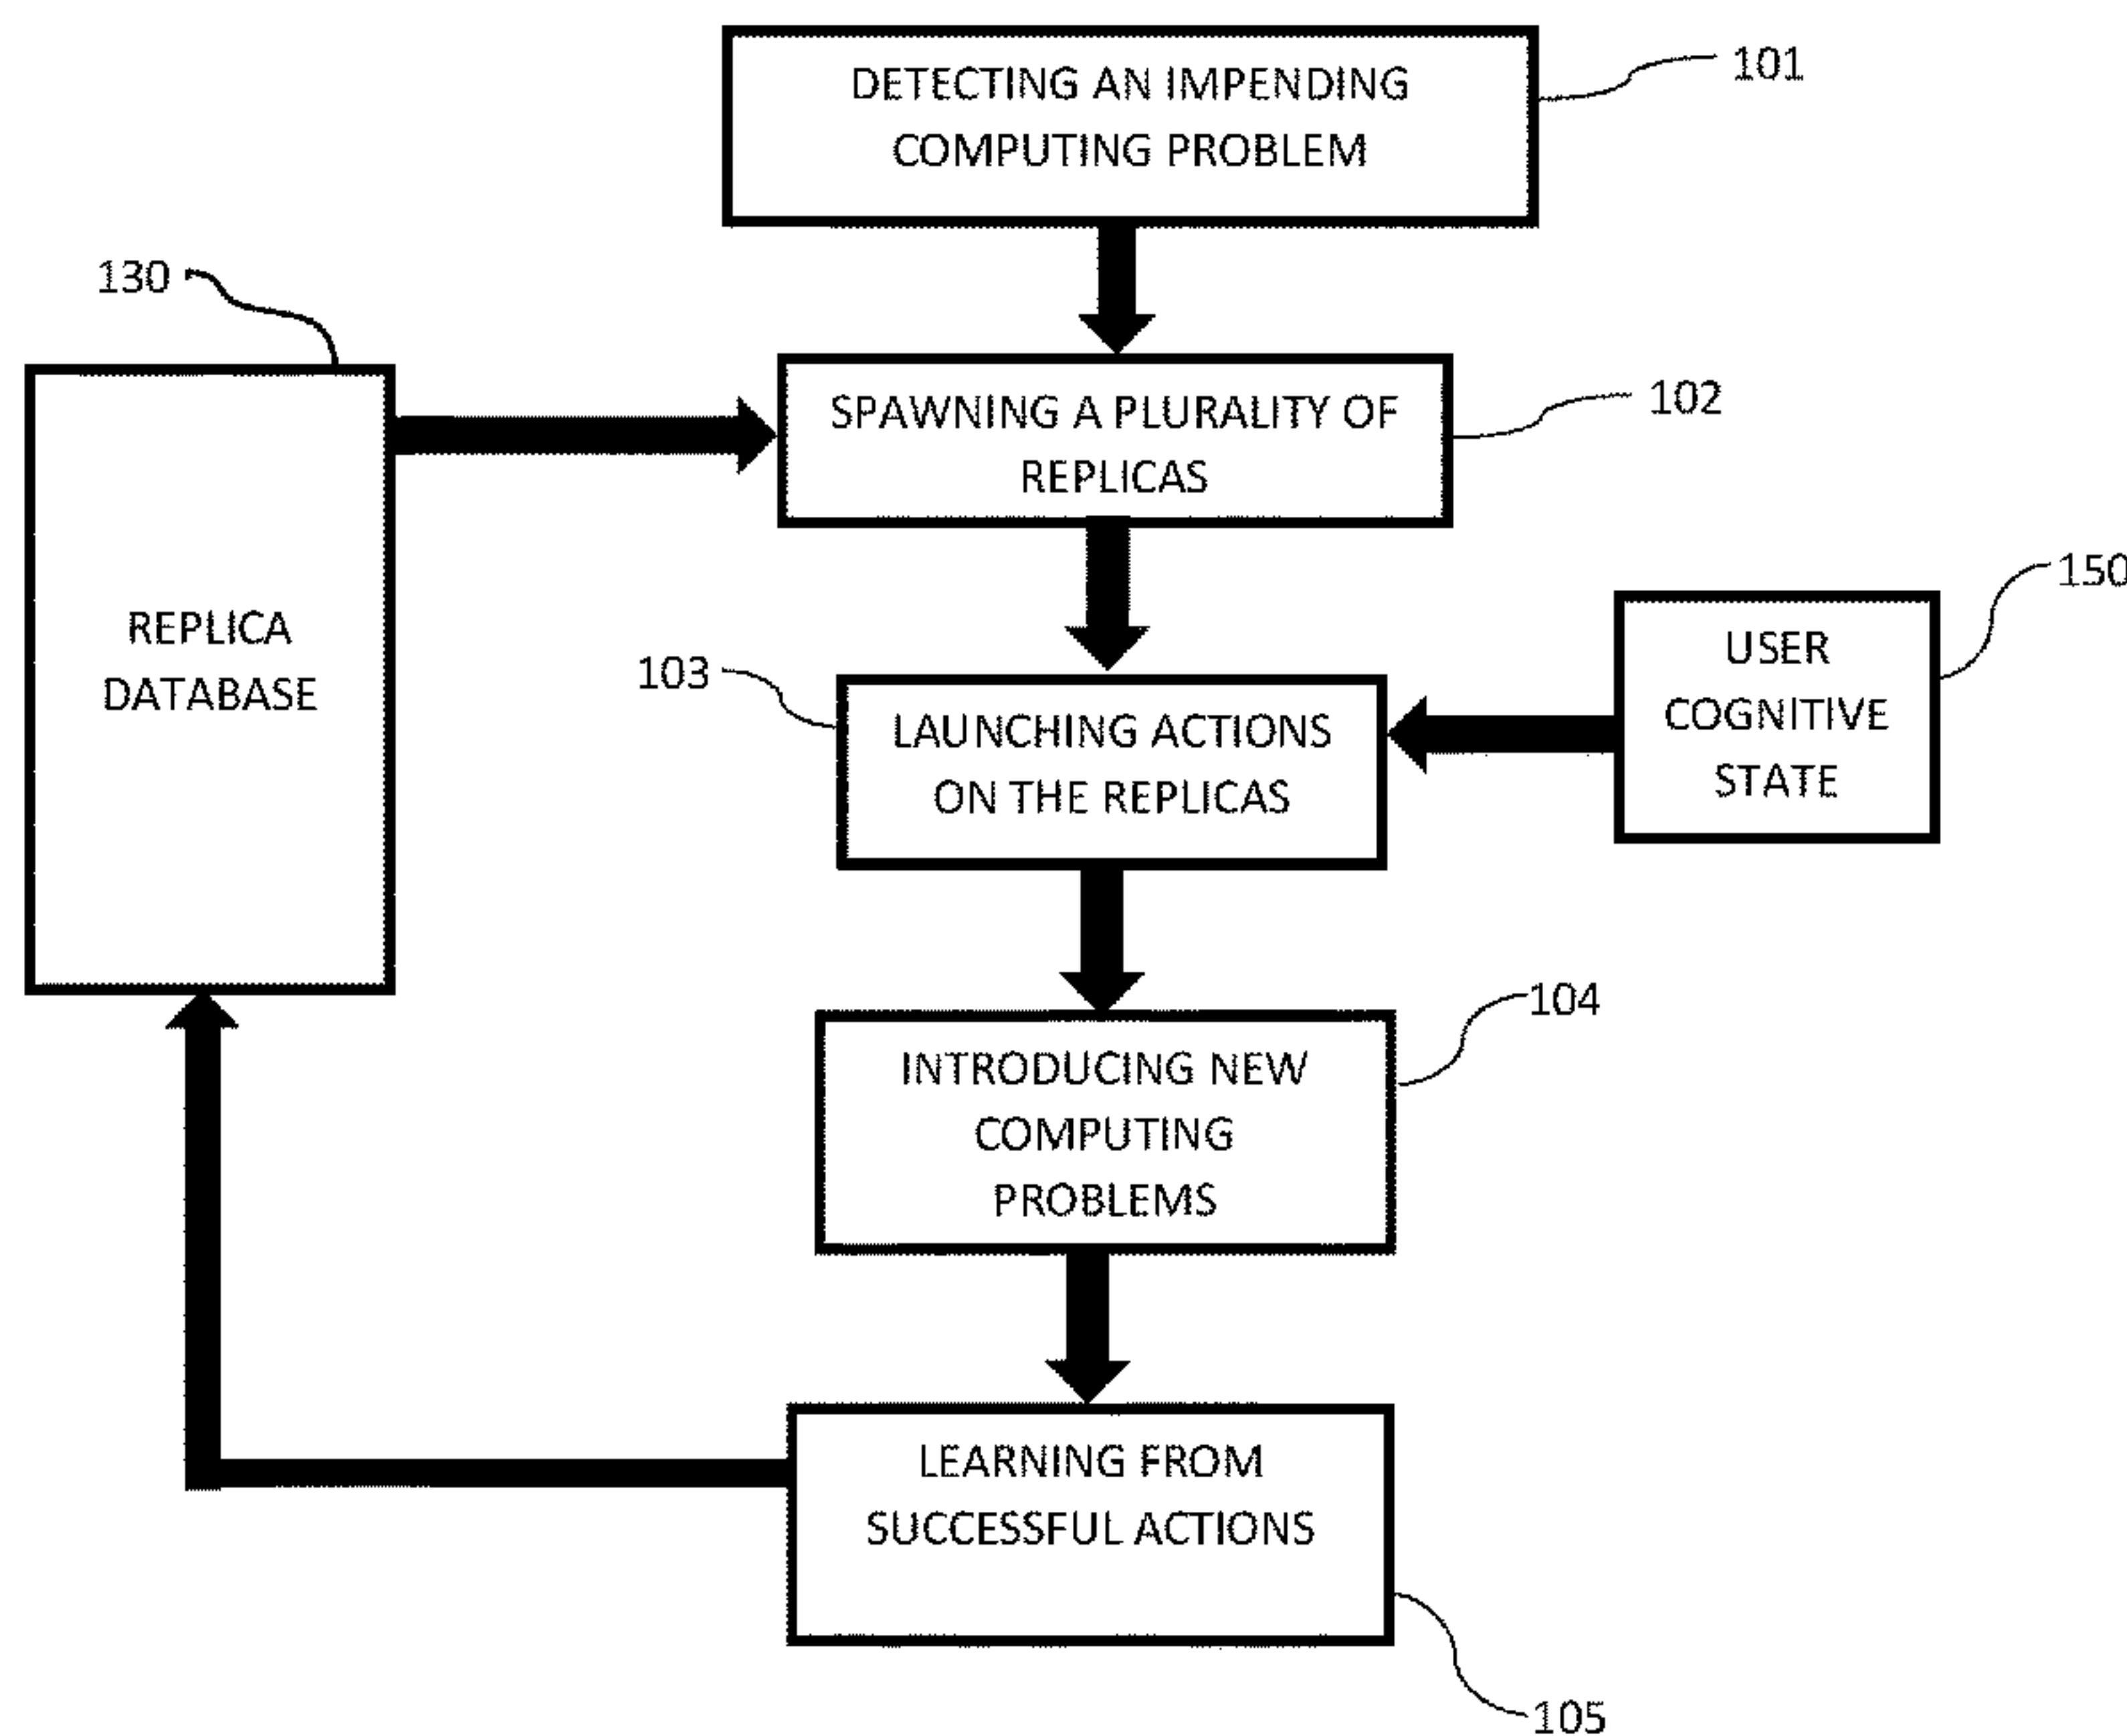 DETECTING AN IMPENDING
COMPUTING PROBLEM
101
130
SPAWNING A PLURALITY OF
REPLICAS
102
REPLICA
DATABASE
103
LAUNCHING ACTIONS
ON THE REPLICAS
150
USER
COGNITIVE
STATE
104
INTRODUCING NEW
COMPUTING
PROBLEMS
LEARNING FROM
SUCCESSFUL ACTIONS
105